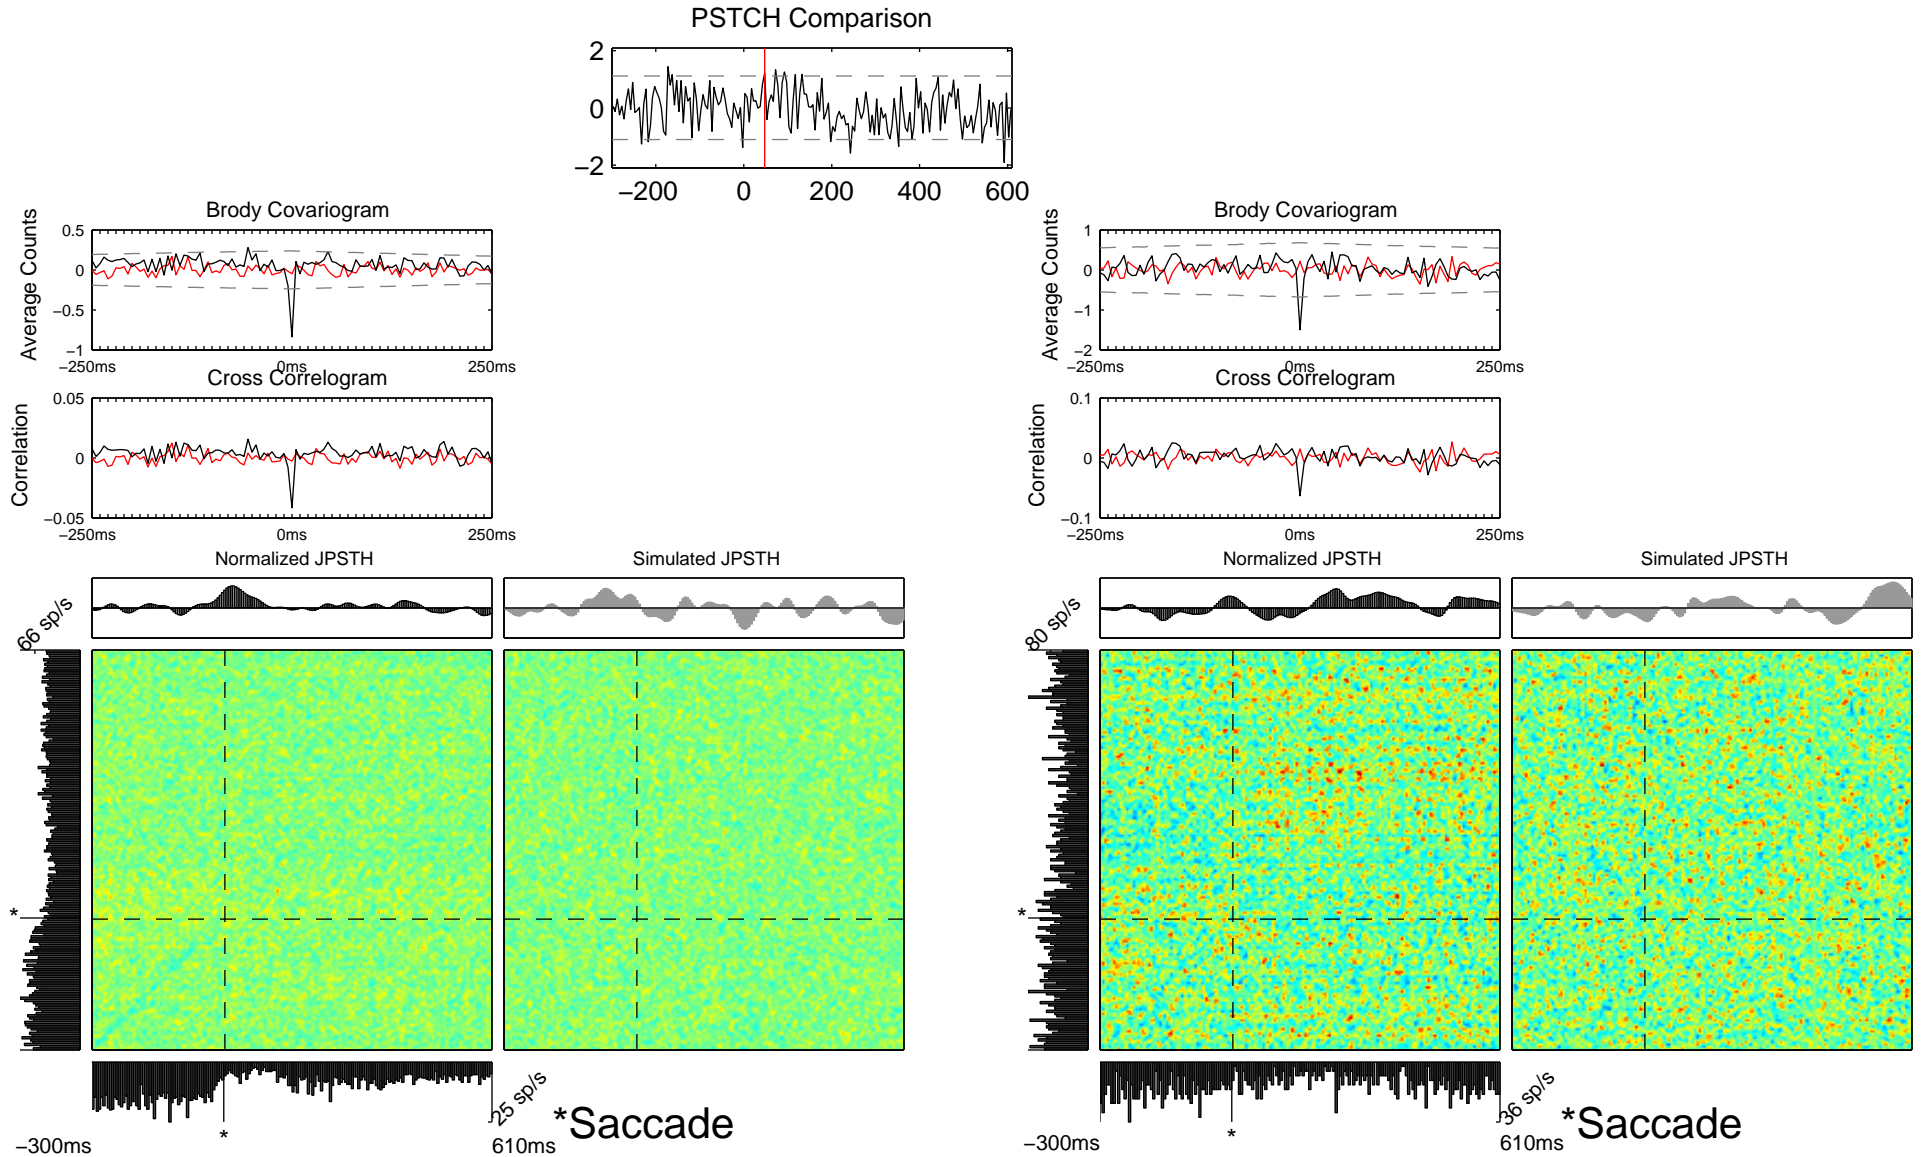 PSTCH Comparison
2
0
−2
−200 0 200 400 600
Brody Covariogram
Average Counts
0.5
0
−0.5
−1
−250ms 0ms 250ms
Cross Correlogram
Correlation
0.05
0
−0.05
−250ms 0ms 250ms
Normalized JPSTH Simulated JPSTH
66 sp/s
*
25 sp/s
*
*Saccade
−300ms 610ms
Brody Covariogram
Average Counts
1
0
−1
−2
−250ms 0ms 250ms
Cross Correlogram
Correlation
0.1
0
−0.1
−250ms 0ms 250ms
Normalized JPSTH Simulated JPSTH
80 sp/s
*
36 sp/s
*
*Saccade
−300ms 610ms